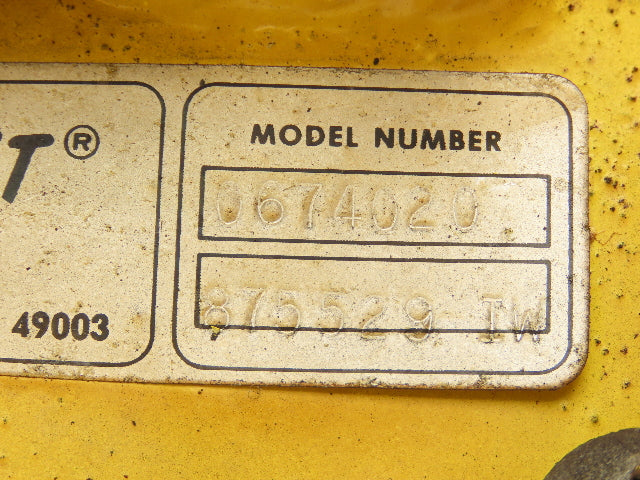 T®
49003
MODEL NUMBER
0674020
875529 IW